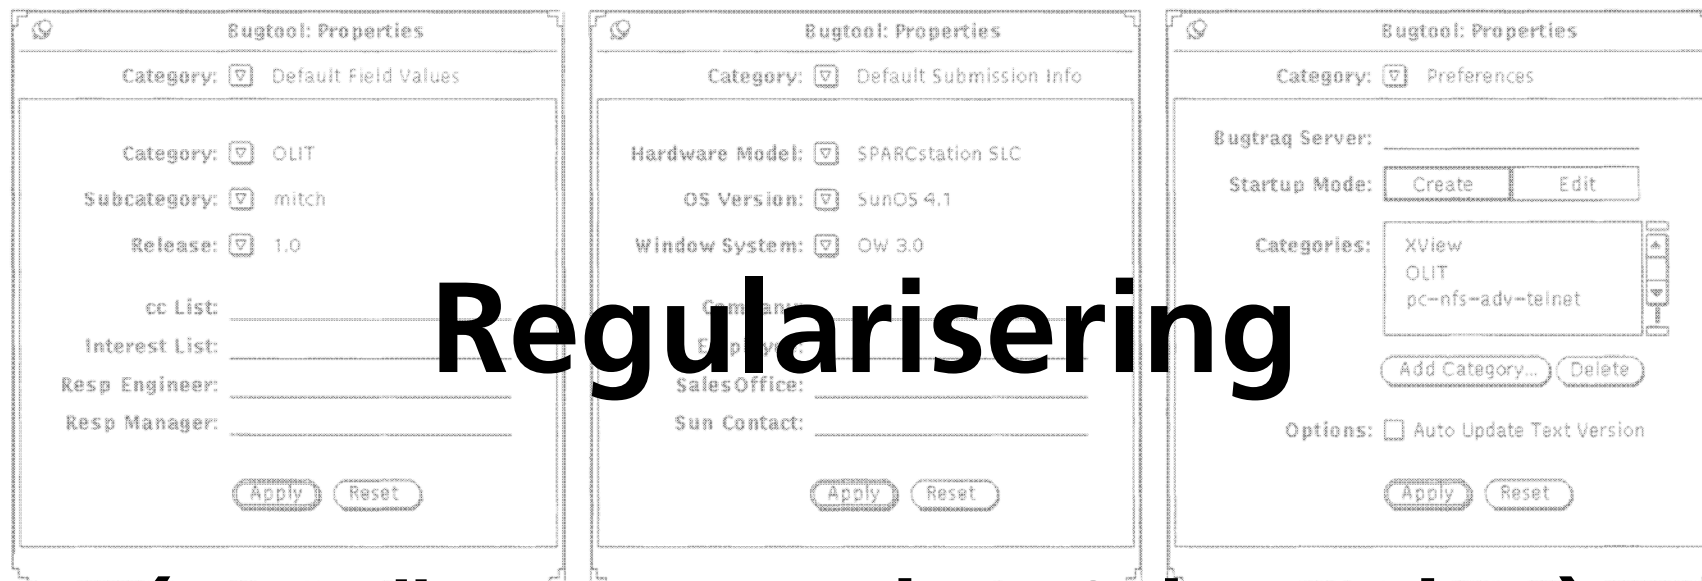 Bugtool: Properties
Category: Default Field Values
Category: OLIT
Subcategory: mitch
Release: 1.0
cc List:
Interest List:
Resp Engineer:
Resp Manager:
Apply Reset
Bugtool: Properties
Category: Default Submission Info
Hardware Model: SPARCstation SLC
OS Version: SunOS 4.1
Window System: OW 3.0
Sales Office:
Sun Contact:
Apply Reset
Bugtool: Properties
Category: Preferences
Bugtraq Server:
Startup Mode: Create Edit
Categories: XView
OLIT
pc-nfs-adv-telnet
Add Category... Delete
Options: Auto Update Text Version
Apply Reset
Regularisering